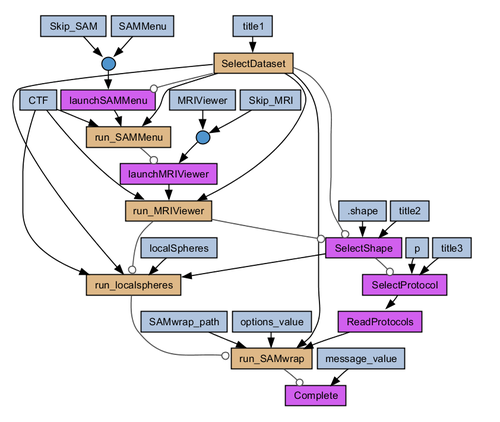 Skip_SAM
SAMMenu
title1
SelectDataset
CTF
launchSAMMenu
MRIViewer
Skip_MRI
run_SAMMenu
launchMRIViewer
run_MRIViewer
.shape
title2
localSpheres
SelectShape
p
title3
run_localspheres
SelectProtocol
SAMwrap_path
options_value
ReadProtocols
run_SAMwrap
message_value
Complete